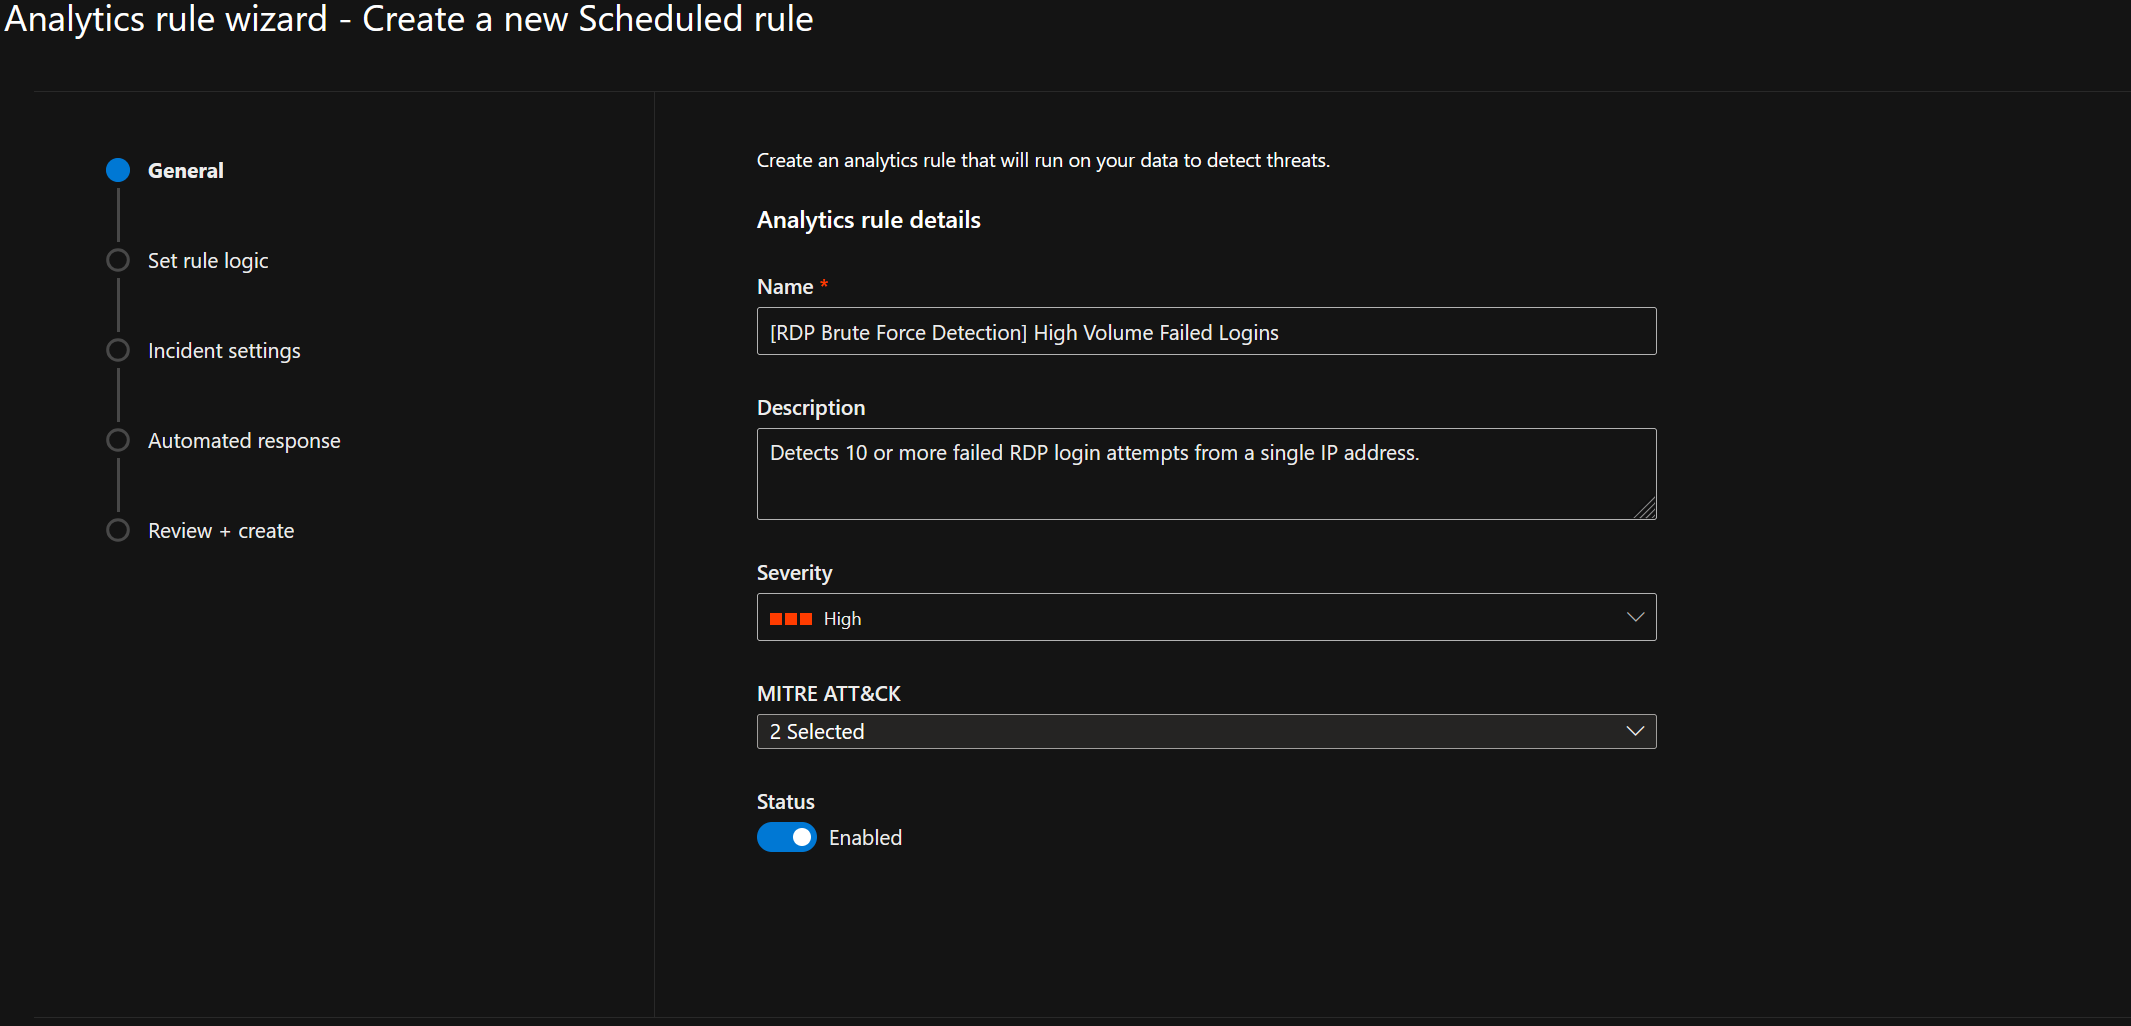 Analytics rule wizard - Create a new Scheduled rule
General
Set rule logic
Incident settings
Automated response
Review + create
Create an analytics rule that will run on your data to detect threats.
Analytics rule details
Name *
[RDP Brute Force Detection] High Volume Failed Logins
Description
Detects 10 or more failed RDP login attempts from a single IP address.
Severity
High
MITRE ATT&CK
2 Selected
Status
Enabled